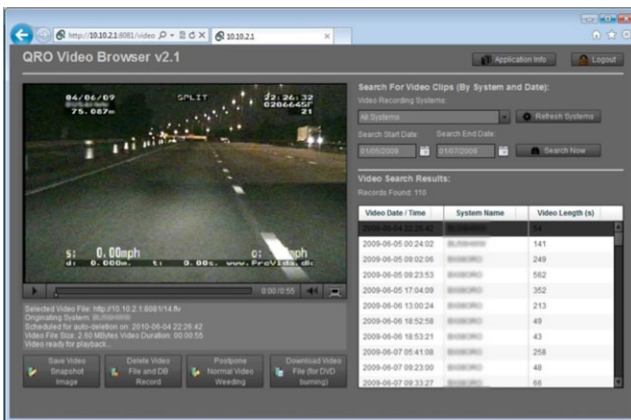 http://10.10.2.1:8081/video
10.10.2.1
QRO Video Browser v2.1
Application Info
Logout
04/06/09
SPLIT
75.087m
21
s: 0.00mph
o: mph
d: 0.000m. t: 0.00s. www.ProVida.dk
0:00/0:55
Selected Video File: http://10.10.2.1:8081/14.flv
Originating System:
Scheduled for auto-deletion on: 2010-06-04 22:26:42
Video File Size: 2.60 MBytes Video Duration: 00:00:55
Video ready for playback...
Save Video Snapshot Image
Delete Video File and DB Record
Postpone Normal Video Weeding
Download Video File (for DVD burning)
Search For Video Clips (By System and Date):
Video Recording Systems:
All Systems
Refresh Systems
Search Start Date:
Search End Date:
01/05/2009
01/07/2009
Search Now
Video Search Results:
Records Found: 110
Video Date / Time
System Name
Video Length (s)
54
2009-06-05 00:24:02
141
2009-06-05 09:02:06
249
2009-06-05 09:23:53
562
2009-06-05 17:04:09
352
2009-06-06 13:00:24
213
2009-06-06 18:52:58
49
2009-06-06 18:53:21
43
2009-06-07 05:41:08
258
2009-06-07 09:23:00
48
2009-06-07 09:33:27
66